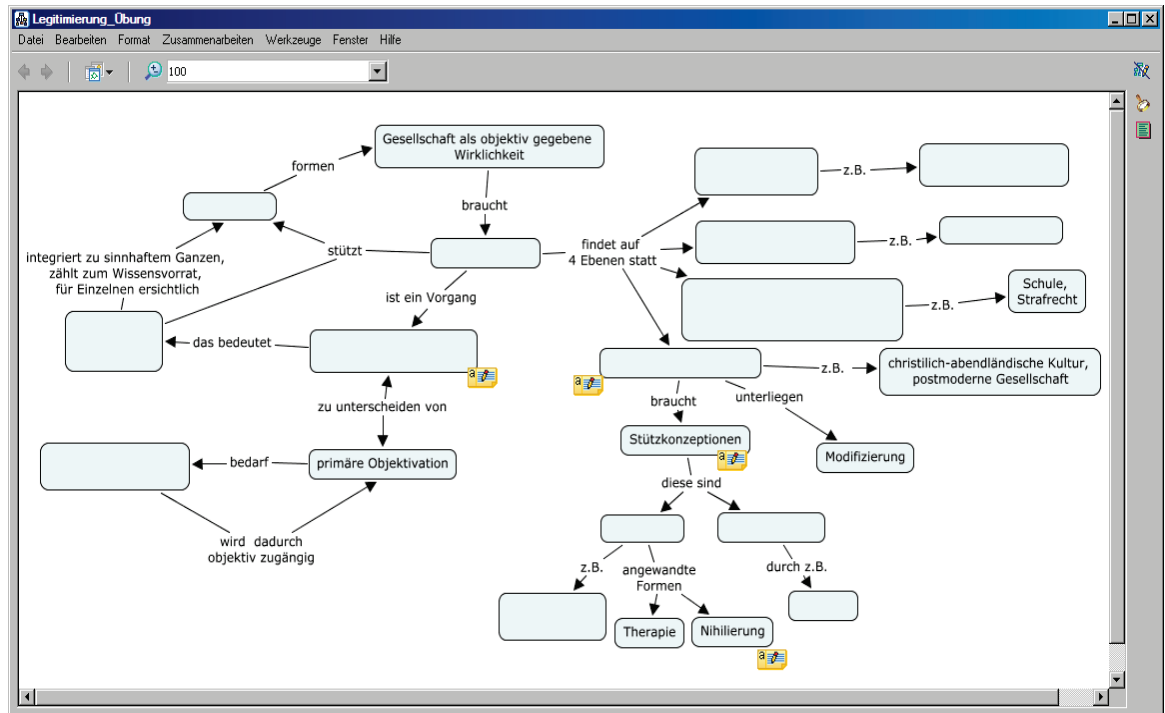 Legitimierung_Übung
Datei Bearbeiten Format Zusammenarbeiten Werkzeuge Fenster Hilfe
100
Gesellschaft als objektiv gegebene
Wirklichkeit
formen
braucht
z.B.
integriert zu sinnhaftem Ganzen,
zählt zum Wissensvorrat,
für Einzelnen ersichtlich
stützt
findet auf
4 Ebenen statt
z.B.
ist ein Vorgang
z.B.
Schule,
Strafrecht
das bedeutet
z.B.
christilich-abendländische Kultur,
postmoderne Gesellschaft
a
a
zu unterscheiden von
braucht
unterliegen
Stützkonzeptionen
a
Modifizierung
bedarf
primäre Objektivation
diese sind
wird dadurch
objektiv zugängig
z.B.
angewandte
Formen
durch z.B.
Therapie
Nihilierung
a